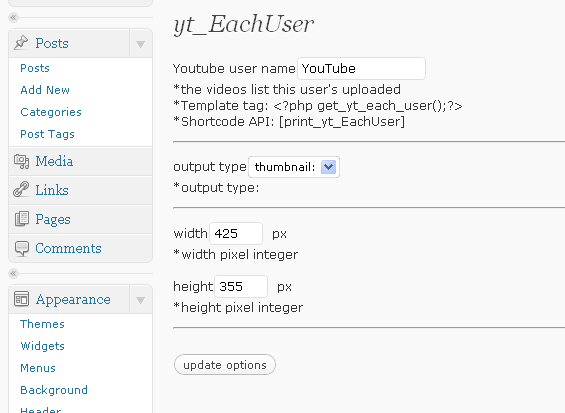 Posts
Posts
Add New
Categories
Post Tags
Media
Links
Pages
Comments
Appearance
Themes
Widgets
Menus
Background
Header
yt_EachUser
Youtube user name YouTube
*the videos list this user's uploaded
*Template tag: <?php get_yt_each_user();?>
*Shortcode API: [print_yt_EachUser]
output type thumbnail:
*output type:
width 425 px
*width pixel integer
height 355 px
*height pixel integer
update options